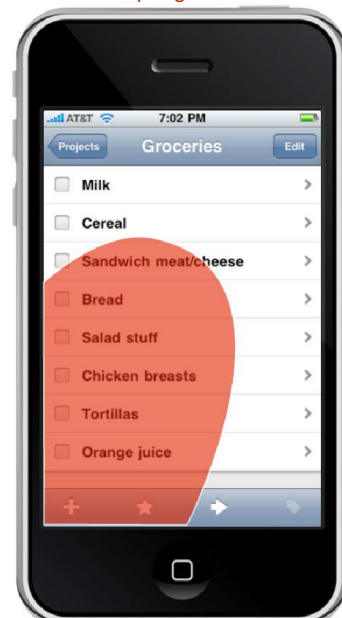 AT&T 7:02 PM
Projects Groceries Edit
Milk
Cereal
Sandwich meat/cheese
Bread
Salad stuff
Chicken breasts
Tortillas
Orange juice